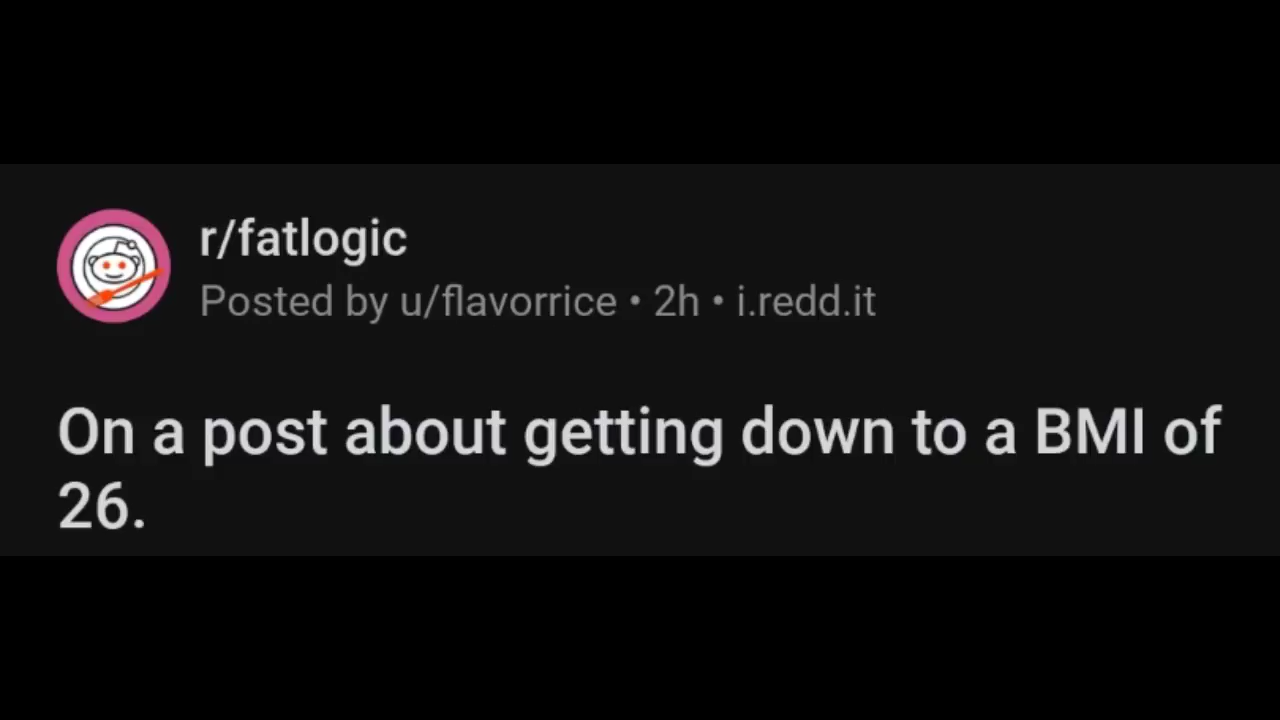 r/fatlogic
Posted by u/flavorrice • 2h • i.redd.it
On a post about getting down to a BMI of
26.